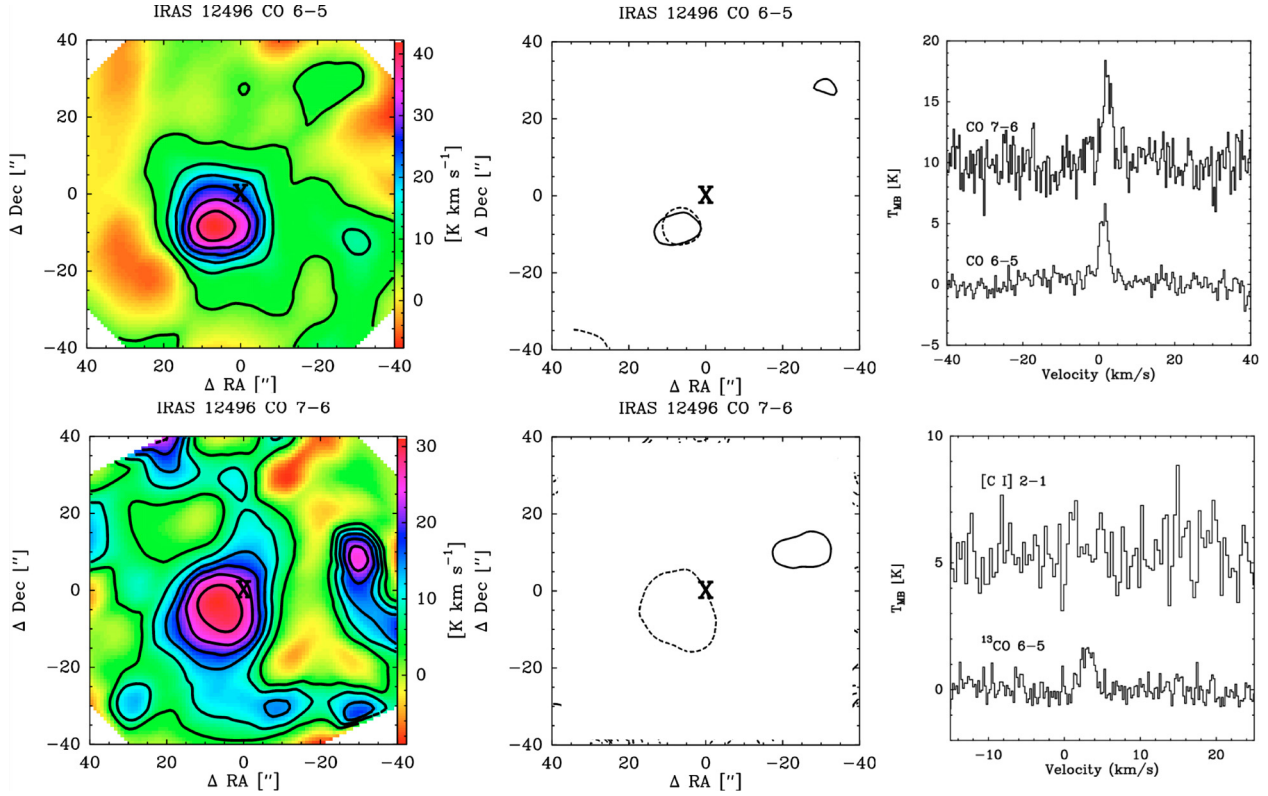 IRAS 12496 CO 6−5
40
20
0
−20
−40
40 20 0 −20 −40
Δ RA ["]
Δ Dec ["]
40
30
20
10
0
[K km s⁻¹]
IRAS 12496 CO 6−5
40
20
0
−20
−40
40 20 0 −20 −40
Δ RA ["]
Δ Dec ["]
X
X
20
15
10
5
0
−5
−40 −20 0 20 40
Velocity (km/s)
T_MB [K]
CO 7−6
CO 6−5
IRAS 12496 CO 7−6
40
20
0
−20
−40
40 20 0 −20 −40
Δ RA ["]
Δ Dec ["]
X
30
20
10
0
[K km s⁻¹]
IRAS 12496 CO 7−6
40
20
0
−20
−40
40 20 0 −20 −40
Δ RA ["]
Δ Dec ["]
X
10
5
0
−10 0 10 20
Velocity (km/s)
T_MB [K]
[C I] 2−1
¹³CO 6−5